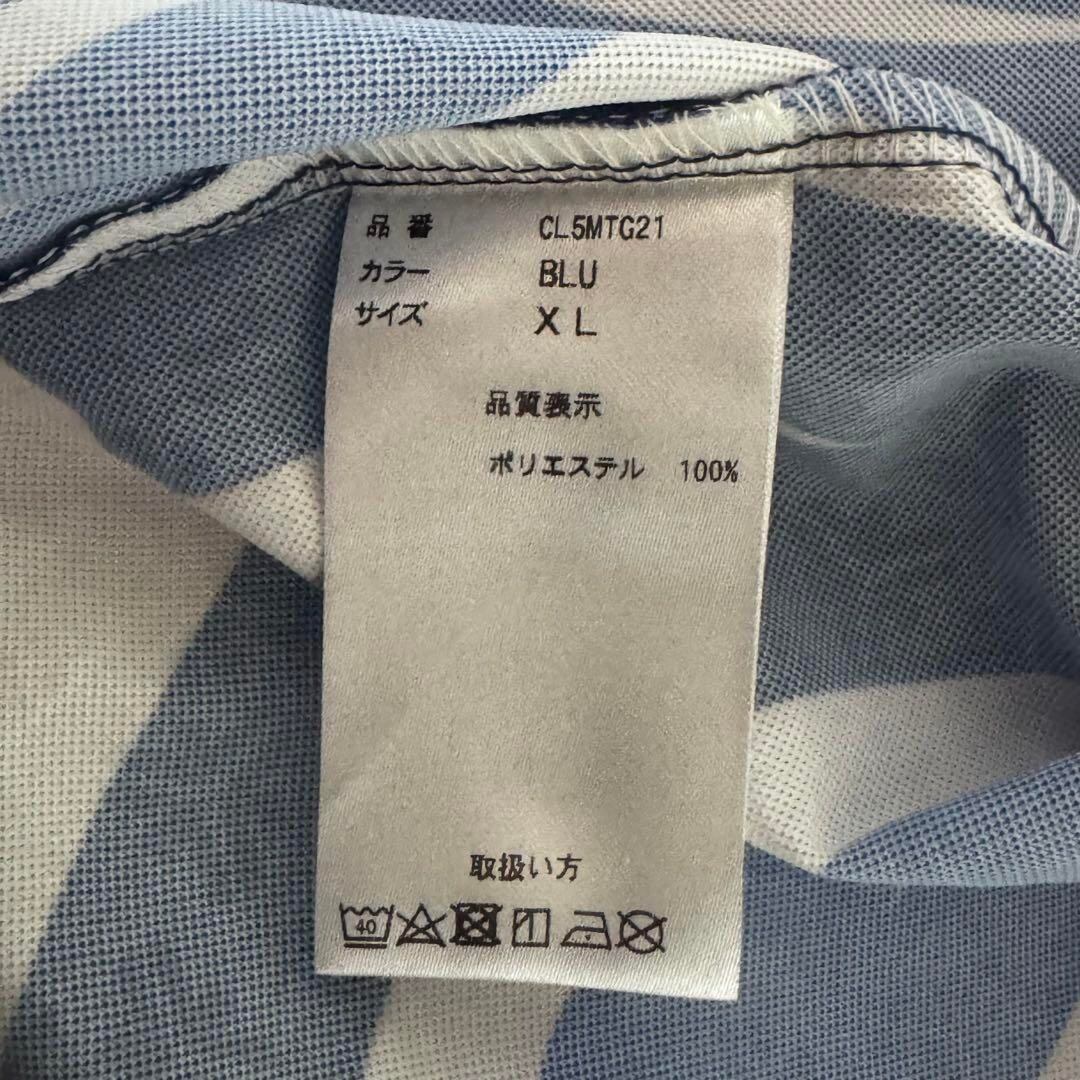 品番 CL5MTG21
カラー BLU
サイズ XL
品質表示
ポリエステル 100%
取扱い方
40